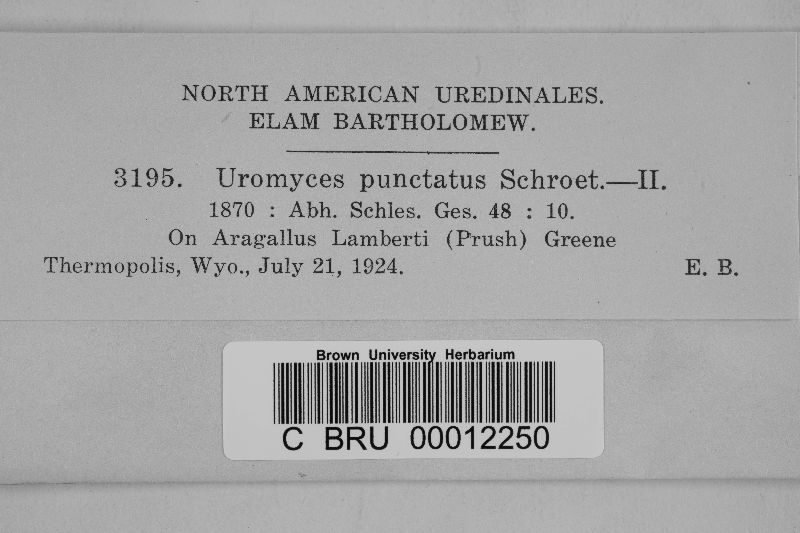 NORTH AMERICAN UREDINALES.
ELAM BARTHOLOMEW.
3195. Uromyces punctatus Schroet.—II.
1870 : Abh. Schles. Ges. 48 : 10.
On Aragallus Lamberti (Prush) Greene
Thermopolis, Wyo., July 21, 1924. E. B.
Brown University Herbarium
C BRU 00012250